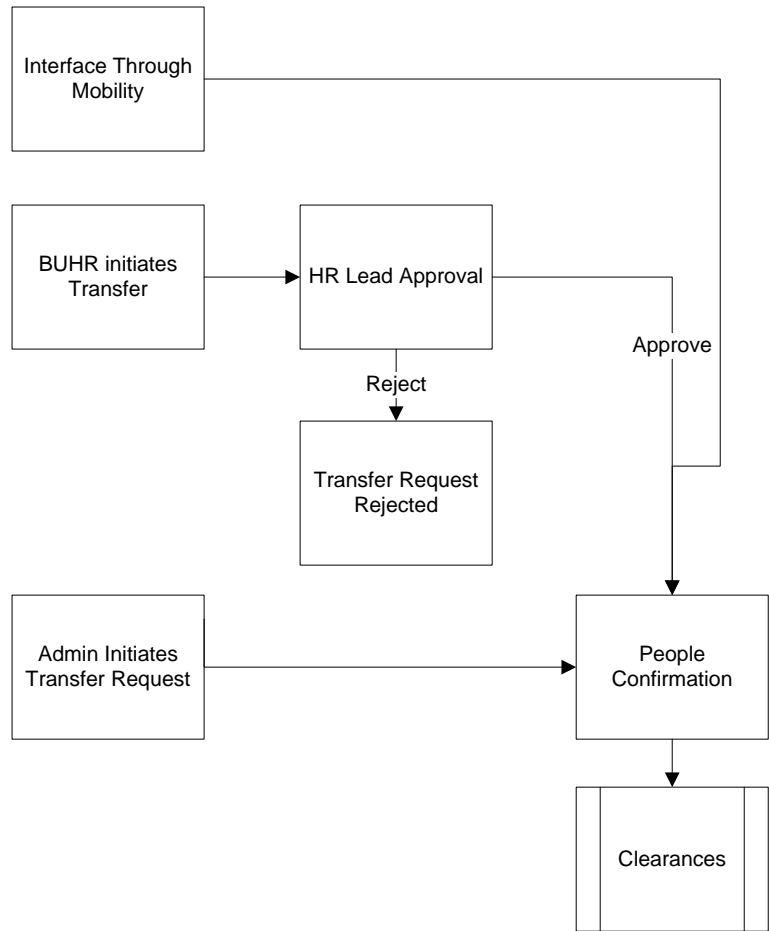 Interface Through
Mobility
BUHR initiates
Transfer
HR Lead Approval
Approve
Reject
Transfer Request
Rejected
Admin Initiates
Transfer Request
People
Confirmation
Clearances